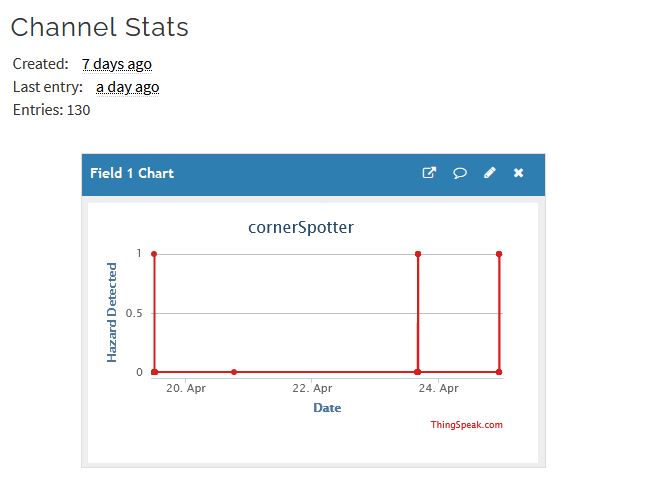 Channel Stats
Created: 7 days ago
Last entry: a day ago
Entries: 130
Field 1 Chart
cornerSpotter
Hazard Detected
1
0.5
0
20. Apr 22. Apr 24. Apr
Date
ThingSpeak.com